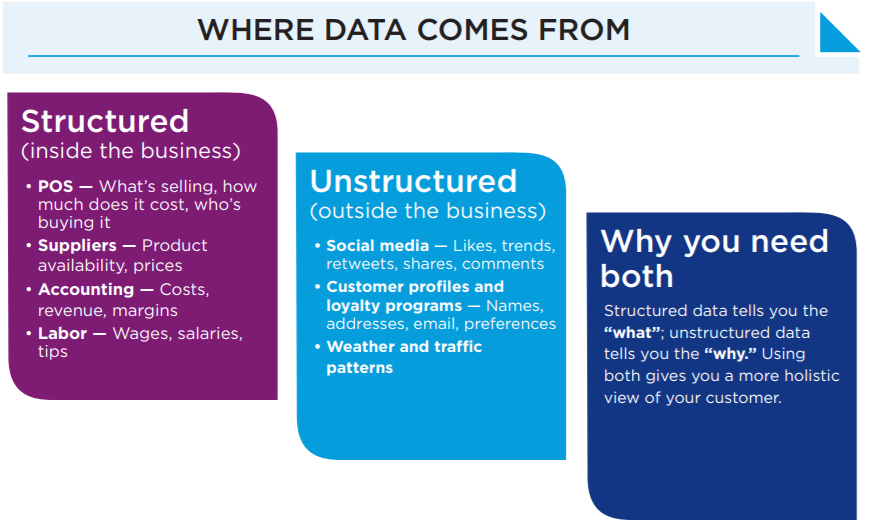 WHERE DATA COMES FROM
Structured
(inside the business)
• POS — What’s selling, how
much does it cost, who’s
buying it
• Suppliers — Product
availability, prices
• Accounting — Costs,
revenue, margins
• Labor — Wages, salaries,
tips
Unstructured
(outside the business)
• Social media — Likes, trends,
retweets, shares, comments
• Customer profiles and
loyalty programs — Names,
addresses, email, preferences
• Weather and traffic
patterns
Why you need
both
Structured data tells you the
“what”; unstructured data
tells you the “why.” Using
both gives you a more holistic
view of your customer.